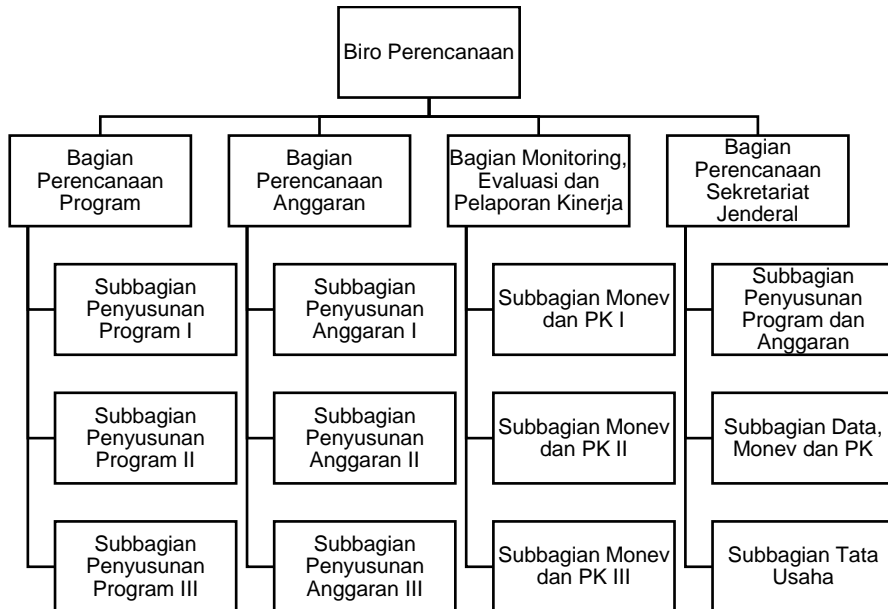 Biro Perencanaan
Bagian
Perencanaan
Program
Bagian
Perencanaan
Anggaran
Bagian Monitoring,
Evaluasi dan
Pelaporan Kinerja
Bagian
Perencanaan
Sekretariat
Jenderal
Subbagian
Penyusunan
Program I
Subbagian
Penyusunan
Anggaran I
Subbagian Monev
dan PK I
Subbagian
Penyusunan
Program dan
Anggaran
Subbagian
Penyusunan
Program II
Subbagian
Penyusunan
Anggaran II
Subbagian Monev
dan PK II
Subbagian Data,
Monev dan PK
Subbagian
Penyusunan
Program III
Subbagian
Penyusunan
Anggaran III
Subbagian Monev
dan PK III
Subbagian Tata
Usaha